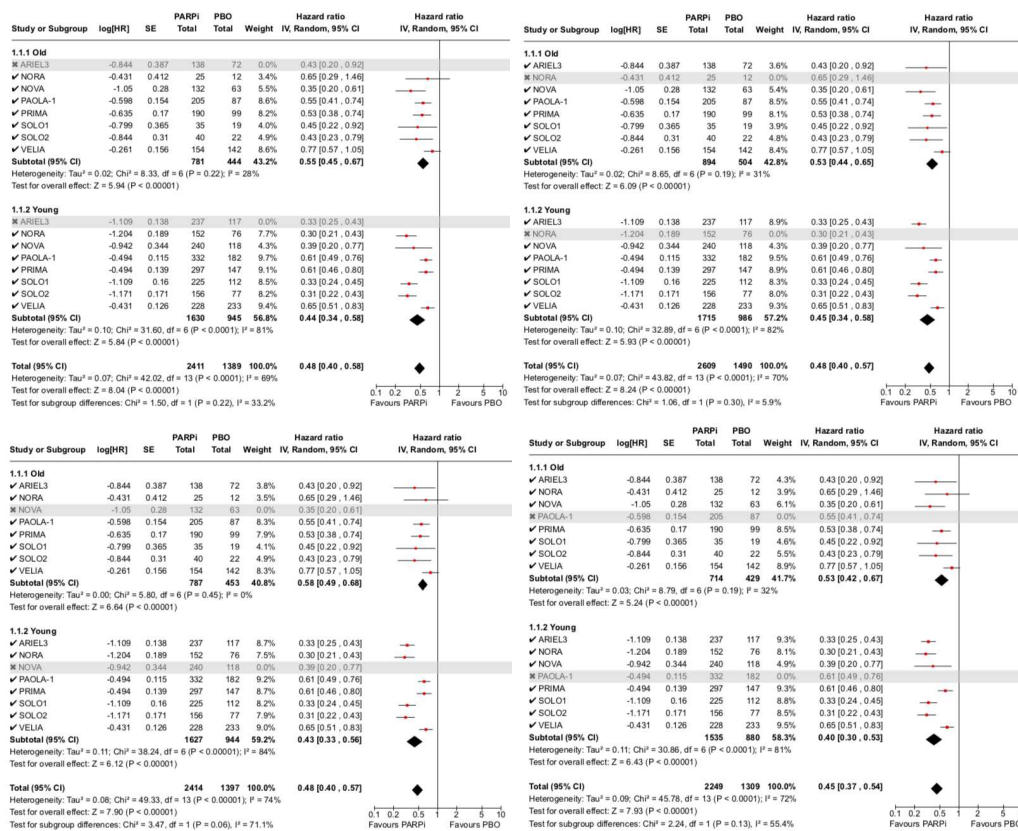 PARPi PBO Hazard ratio Hazard ratio
Study or Subgroup log[HR] SE Total Total Weight IV, Random, 95% CI IV, Random, 95% CI
1.1.1 Old
✖ ARIEL3 -0.844 0.387 138 72 0.0% 0.43 [0.20 , 0.92]
✔ NORA -0.431 0.412 25 12 3.4% 0.65 [0.29 , 1.46]
✔ NOVA -1.05 0.28 132 63 5.2% 0.35 [0.20 , 0.61]
✔ PAOLA-1 -0.598 0.154 205 87 8.6% 0.55 [0.41 , 0.74]
✔ PRIMA -0.635 0.17 190 99 8.2% 0.53 [0.38 , 0.74]
✔ SOLO1 -0.799 0.365 35 19 4.0% 0.45 [0.22 , 0.92]
✔ SOLO2 -0.844 0.31 40 22 4.9% 0.43 [0.23 , 0.79]
✔ VELIA -0.261 0.156 154 142 8.6% 0.77 [0.57 , 1.05]
Subtotal (95% CI) 781 444 43.2% 0.55 [0.45 , 0.67]
Heterogeneity: Tau² = 0.02; Chi² = 8.33, df = 6 (P = 0.22); I² = 28%
Test for overall effect: Z = 5.94 (P < 0.00001)
1.1.2 Young
✖ ARIEL3 -1.109 0.138 237 117 0.0% 0.33 [0.25 , 0.43]
✔ NORA -1.204 0.189 152 76 7.7% 0.30 [0.21 , 0.43]
✔ NOVA -0.942 0.344 240 118 4.3% 0.39 [0.20 , 0.77]
✔ PAOLA-1 -0.494 0.115 332 182 9.6% 0.61 [0.49 , 0.76]
✔ PRIMA -0.494 0.139 297 147 9.1% 0.61 [0.46 , 0.80]
✔ SOLO1 -1.109 0.16 225 112 8.5% 0.33 [0.24 , 0.45]
✔ SOLO2 -1.171 0.171 156 77 8.2% 0.31 [0.22 , 0.43]
✔ VELIA -0.431 0.126 228 233 9.4% 0.65 [0.51 , 0.83]
Subtotal (95% CI) 1630 945 56.8% 0.44 [0.34 , 0.58]
Heterogeneity: Tau² = 0.10; Chi² = 31.60, df = 6 (P < 0.0001); I² = 81%
Test for overall effect: Z = 5.84 (P < 0.00001)
Total (95% CI) 2411 1389 100.0% 0.48 [0.40 , 0.58]
Heterogeneity: Tau² = 0.07; Chi² = 42.02, df = 13 (P < 0.0001); I² = 69%
Test for overall effect: Z = 8.04 (P < 0.00001)
Test for subgroup differences: Chi² = 1.50, df = 1 (P = 0.22), I² = 33.2%
0.1 0.2 0.5 1 2 5 10
Favours PARPi Favours PBO
PARPi PBO Hazard ratio Hazard ratio
Study or Subgroup log[HR] SE Total Total Weight IV, Random, 95% CI IV, Random, 95% CI
1.1.1 Old
✔ ARIEL3 -0.844 0.387 138 72 3.6% 0.43 [0.20 , 0.92]
✖ NORA -0.431 0.412 25 12 0.0% 0.65 [0.29 , 1.46]
✔ NOVA -1.05 0.28 132 63 5.4% 0.35 [0.20 , 0.61]
✔ PAOLA-1 -0.598 0.154 205 87 8.6% 0.55 [0.41 , 0.74]
✔ PRIMA -0.635 0.17 190 99 8.2% 0.53 [0.38 , 0.74]
✔ SOLO1 -0.799 0.365 35 19 3.9% 0.45 [0.22 , 0.92]
✔ SOLO2 -0.844 0.31 40 22 4.8% 0.43 [0.23 , 0.79]
✔ VELIA -0.261 0.156 154 142 8.5% 0.77 [0.57 , 1.05]
Subtotal (95% CI) 894 504 42.8% 0.53 [0.44 , 0.65]
Heterogeneity: Tau² = 0.02; Chi² = 8.65, df = 6 (P = 0.19); I² = 31%
Test for overall effect: Z = 6.09 (P < 0.00001)
1.1.2 Young
✔ ARIEL3 -1.109 0.138 237 117 8.9% 0.33 [0.25 , 0.43]
✖ NORA -1.204 0.189 152 76 0.0% 0.30 [0.21 , 0.43]
✔ NOVA -0.942 0.344 240 118 4.3% 0.39 [0.20 , 0.77]
✔ PAOLA-1 -0.494 0.115 332 182 9.5% 0.61 [0.49 , 0.76]
✔ PRIMA -0.494 0.139 297 147 8.9% 0.61 [0.46 , 0.80]
✔ SOLO1 -1.109 0.16 225 112 8.4% 0.33 [0.24 , 0.45]
✔ SOLO2 -1.171 0.171 156 77 8.2% 0.31 [0.22 , 0.43]
✔ VELIA -0.431 0.126 228 233 9.3% 0.65 [0.51 , 0.83]
Subtotal (95% CI) 1715 986 57.2% 0.45 [0.34 , 0.58]
Heterogeneity: Tau² = 0.10; Chi² = 32.89, df = 6 (P < 0.0001); I² = 82%
Test for overall effect: Z = 5.93 (P < 0.00001)
Total (95% CI) 2609 1490 100.0% 0.48 [0.40 , 0.57]
Heterogeneity: Tau² = 0.07; Chi² = 43.82, df = 13 (P < 0.0001); I² = 70%
Test for overall effect: Z = 8.24 (P < 0.00001)
Test for subgroup differences: Chi² = 1.06, df = 1 (P = 0.30), I² = 5.9%
0.1 0.2 0.5 1 2 5 10
Favours PARPi Favours PBO
PARPi PBO Hazard ratio Hazard ratio
Study or Subgroup log[HR] SE Total Total Weight IV, Random, 95% CI IV, Random, 95% CI
1.1.1 Old
✔ ARIEL3 -0.844 0.387 138 72 3.8% 0.43 [0.20 , 0.92]
✔ NORA -0.431 0.412 25 12 3.5% 0.65 [0.29 , 1.46]
✖ NOVA -1.05 0.28 132 63 0.0% 0.35 [0.20 , 0.61]
✔ PAOLA-1 -0.598 0.154 205 87 8.4% 0.55 [0.41 , 0.74]
✔ PRIMA -0.635 0.17 190 99 8.0% 0.53 [0.38 , 0.74]
✔ SOLO1 -0.799 0.365 35 19 4.1% 0.45 [0.22 , 0.92]
✔ SOLO2 -0.844 0.31 40 22 4.9% 0.43 [0.23 , 0.79]
✔ VELIA -0.261 0.156 154 142 8.3% 0.77 [0.57 , 1.05]
Subtotal (95% CI) 787 453 40.8% 0.58 [0.49 , 0.68]
Heterogeneity: Tau² = 0.00; Chi² = 5.80, df = 6 (P = 0.45); I² = 0%
Test for overall effect: Z = 6.64 (P < 0.00001)
1.1.2 Young
✔ ARIEL3 -1.109 0.138 237 117 8.7% 0.33 [0.25 , 0.43]
✔ NORA -1.204 0.189 152 76 7.6% 0.30 [0.21 , 0.43]
✖ NOVA -0.942 0.344 240 118 0.0% 0.39 [0.20 , 0.77]
✔ PAOLA-1 -0.494 0.115 332 182 9.2% 0.61 [0.49 , 0.76]
✔ PRIMA -0.494 0.139 297 147 8.7% 0.61 [0.46 , 0.80]
✔ SOLO1 -1.109 0.16 225 112 8.2% 0.33 [0.24 , 0.45]
✔ SOLO2 -1.171 0.171 156 77 8.0% 0.31 [0.22 , 0.43]
✔ VELIA -0.431 0.126 228 233 9.0% 0.65 [0.51 , 0.83]
Subtotal (95% CI) 1627 944 59.2% 0.43 [0.33 , 0.56]
Heterogeneity: Tau² = 0.11; Chi² = 38.24, df = 6 (P < 0.00001); I² = 84%
Test for overall effect: Z = 6.12 (P < 0.00001)
Total (95% CI) 2414 1397 100.0% 0.48 [0.40 , 0.57]
Heterogeneity: Tau² = 0.08; Chi² = 49.33, df = 13 (P < 0.00001); I² = 74%
Test for overall effect: Z = 7.90 (P < 0.00001)
Test for subgroup differences: Chi² = 3.47, df = 1 (P = 0.06), I² = 71.1%
0.1 0.2 0.5 1 2 5 10
Favours PARPi Favours PBO
PARPi PBO Hazard ratio Hazard ratio
Study or Subgroup log[HR] SE Total Total Weight IV, Random, 95% CI IV, Random, 95% CI
1.1.1 Old
✔ ARIEL3 -0.844 0.387 138 72 4.3% 0.43 [0.20 , 0.92]
✔ NORA -0.431 0.412 25 12 3.9% 0.65 [0.29 , 1.46]
✔ NOVA -1.05 0.28 132 63 6.0% 0.35 [0.20 , 0.61]
✖ PAOLA-1 -0.598 0.154 205 87 0.0% 0.55 [0.41 , 0.74]
✔ PRIMA -0.635 0.17 190 99 8.6% 0.53 [0.38 , 0.74]
✔ SOLO1 -0.799 0.365 35 19 4.6% 0.45 [0.22 , 0.92]
✔ SOLO2 -0.844 0.31 40 22 5.5% 0.43 [0.23 , 0.79]
✔ VELIA -0.261 0.156 154 142 8.9% 0.77 [0.57 , 1.05]
Subtotal (95% CI) 714 429 41.7% 0.53 [0.42 , 0.67]
Heterogeneity: Tau² = 0.03; Chi² = 8.79, df = 6 (P = 0.19); I² = 32%
Test for overall effect: Z = 5.24 (P < 0.00001)
1.1.2 Young
✔ ARIEL3 -1.109 0.138 237 117 9.3% 0.33 [0.25 , 0.43]
✔ NORA -1.204 0.189 152 76 8.2% 0.30 [0.21 , 0.43]
✔ NOVA -0.942 0.344 240 118 4.9% 0.39 [0.20 , 0.77]
✖ PAOLA-1 -0.494 0.115 332 182 0.0% 0.61 [0.49 , 0.76]
✔ PRIMA -0.494 0.139 297 147 9.3% 0.61 [0.46 , 0.80]
✔ SOLO1 -1.109 0.16 225 112 8.8% 0.33 [0.24 , 0.45]
✔ SOLO2 -1.171 0.171 156 77 8.6% 0.31 [0.22 , 0.43]
✔ VELIA -0.431 0.126 228 233 9.5% 0.65 [0.51 , 0.83]
Subtotal (95% CI) 1535 880 58.3% 0.40 [0.30 , 0.53]
Heterogeneity: Tau² = 0.11; Chi² = 30.86, df = 6 (P < 0.0001); I² = 81%
Test for overall effect: Z = 6.43 (P < 0.00001)
Total (95% CI) 2249 1309 100.0% 0.45 [0.37 , 0.54]
Heterogeneity: Tau² = 0.09; Chi² = 45.78, df = 13 (P < 0.0001); I² = 72%
Test for overall effect: Z = 7.93 (P < 0.00001)
Test for subgroup differences: Chi² = 2.24, df = 1 (P = 0.13), I² = 55.4%
0.1 0.2 0.5 1 2 5 10
Favours PARPi Favours PBO